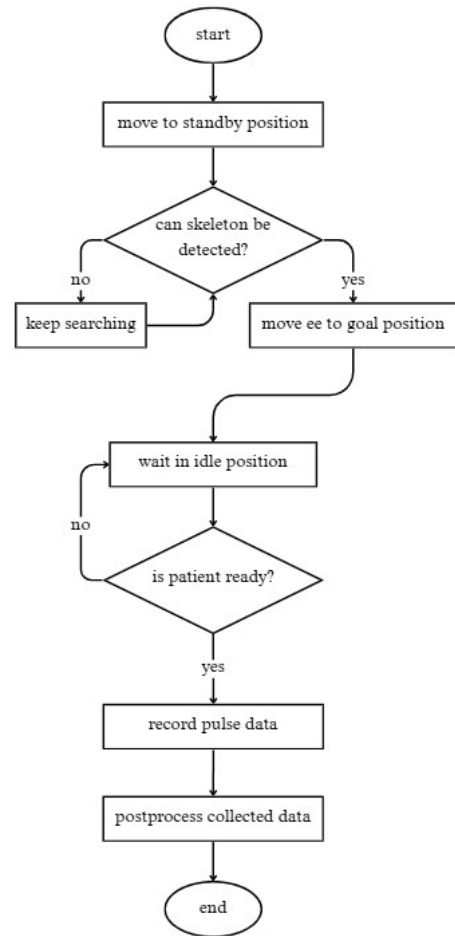 start
move to standby position
can skeleton be
detected?
no
yes
keep searching
move ee to goal position
wait in idle position
no
is patient ready?
yes
record pulse data
postprocess collected data
end